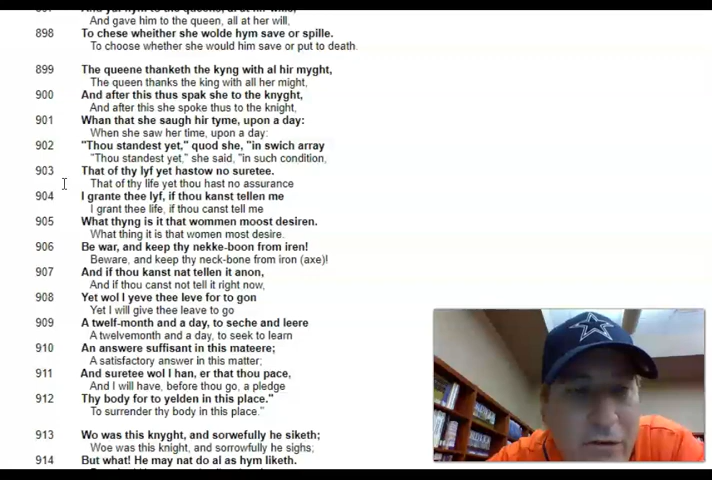 And gave him to the queen, all at her will,
898 To chese wheither she wolde hym save or spille.
To choose whether she would him save or put to death.
899 The queene thanketh the kyng with al hir myght,
The queen thanks the king with all her might,
900 And after this thus spak she to the knyght,
And after this she spoke thus to the knight,
901 Whan that she saugh hir tyme, upon a day:
When she saw her time, upon a day:
902 "Thou standest yet," quod she, "in swich array
"Thou standest yet," she said, "in such condition,
903 That of thy lyf yet hastow no suretee.
That of thy life yet thou hast no assurance
904 I grante thee lyf, if thou kanst tellen me
I grant thee life, if thou canst tell me
905 What thyng is it that wommen moost desiren.
What thing it is that women most desire.
906 Be war, and keep thy nekke-boon from iren!
Beware, and keep thy neck-bone from iron (axe)!
907 And if thou kanst nat tellen it anon,
And if thou canst not tell it right now,
908 Yet wol I yeve thee leve for to gon
Yet I will give thee leave to go
909 A twelf-month and a day, to seche and leere
A twelvemonth and a day, to seek to learn
910 An answere suffisant in this mateere;
A satisfactory answer in this matter;
911 And suretee wol I han, er that thou pace,
And I will have, before thou go, a pledge
912 Thy body for to yelden in this place."
To surrender thy body in this place."
913 Wo was this knyght, and sorwefully he siketh;
Woe was this knight, and sorrowfully he sighs;
914 But what! He may nat do al as hym liketh.